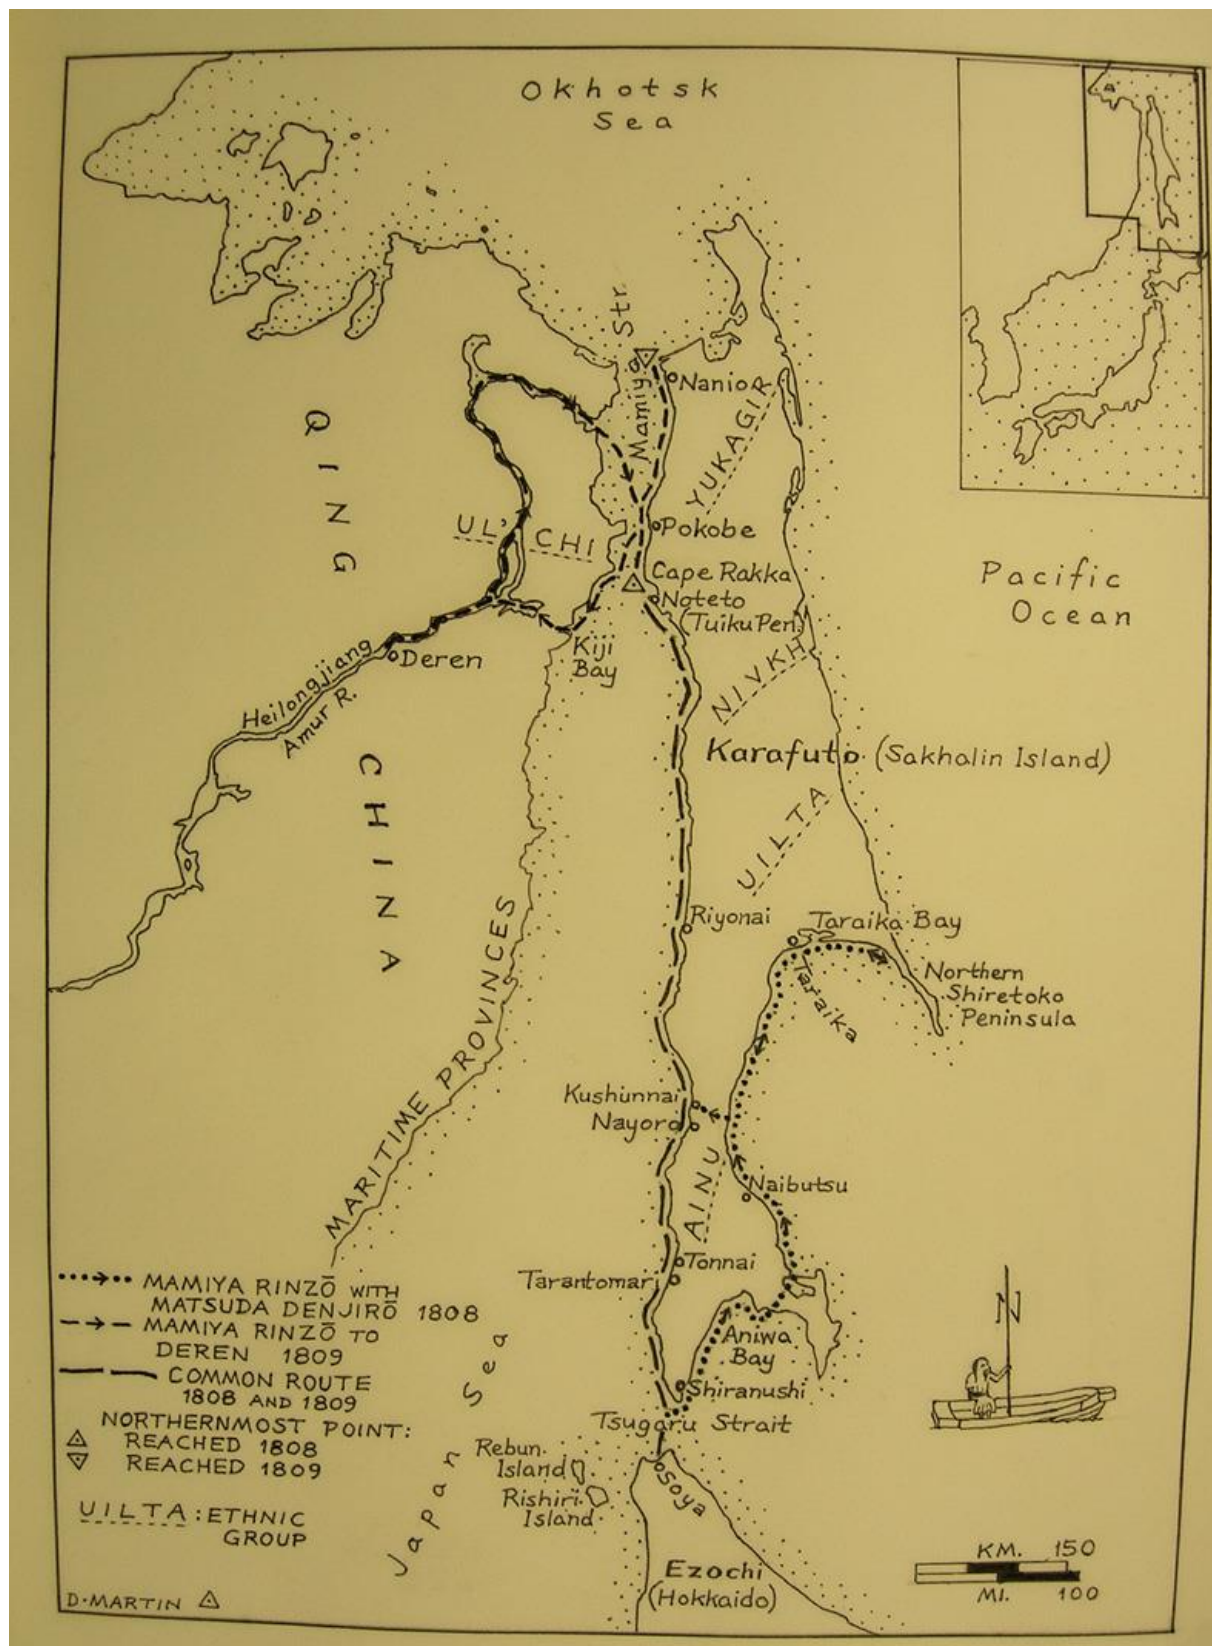 Okhotsk
Sea
Mamiya Str.
Nanio
YUKAGIR
QING
UL'CHI
Pokobe
Cape Rakka
Noteto
(Tuiku Pen)
Pacific
Ocean
Kiji
Bay
Deren
Heilongjiang
Amur R.
NIVKH
Karafuto (Sakhalin Island)
CHINA
UILTA
Riyonai
Taraika Bay
Taraika
Northern
Shiretoko
Peninsula
MARITIME PROVINCES
Kushunnai
Nayoro
AINU
Naibutsu
Tonnai
Tarantomari
Aniwa
Bay
Shiranushi
Tsugaru Strait
Rebun
Island
Rishiri
Island
Soya
Japan Sea
Ezochi
(Hokkaido)
N
MAMIYA RINZŌ WITH
MATSUDA DENJIRŌ 1808
MAMIYA RINZŌ TO
DEREN 1809
COMMON ROUTE
1808 AND 1809
NORTHERNMOST POINT:
REACHED 1808
REACHED 1809
UILTA: ETHNIC
GROUP
KM. 150
MI. 100
D·MARTIN